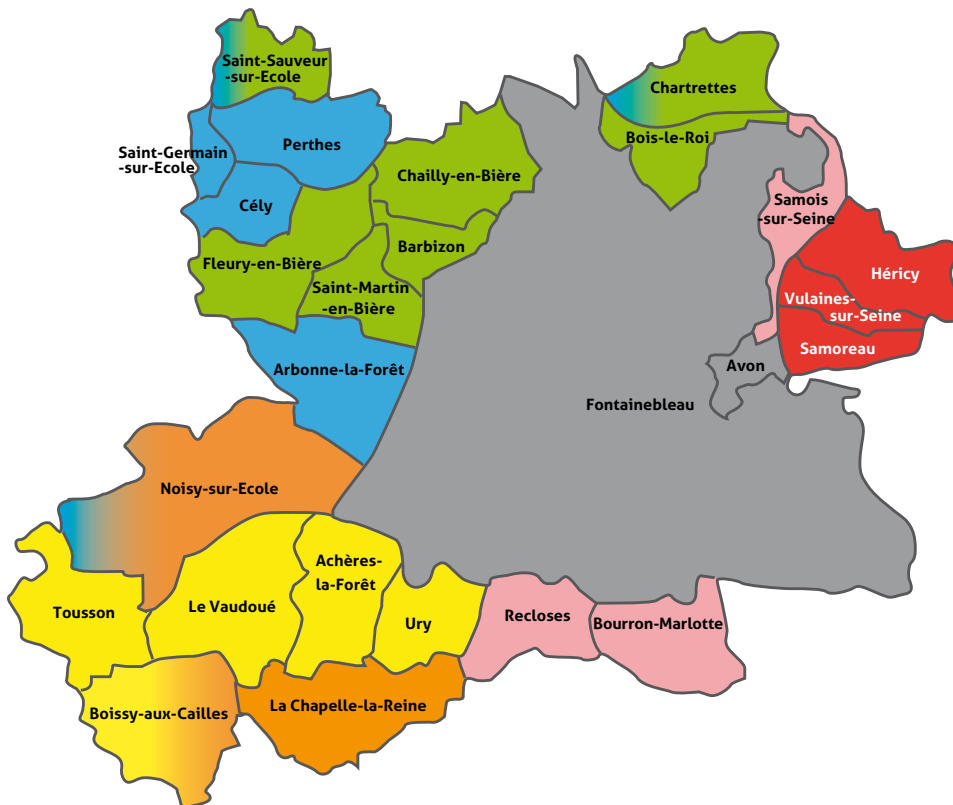 Saint-Sauveur
-sur-Ecole
Chartrettes
Bois-le-Roi
Perthes
Saint-Germain
-sur-Ecole
Chailly-en-Bière
Cély
Samois
-sur-Seine
Barbizon
Fleury-en-Bière
Héricy
Saint-Martin
-en-Bière
Vulaines-
sur-Seine
Samoreau
Arbonne-la-Forêt
Avon
Fontainebleau
Noisy-sur-Ecole
Achères-
la-Forêt
Tousson
Le Vaudoué
Ury
Recloses
Bourron-Marlotte
Boissy-aux-Cailles
La Chapelle-la-Reine